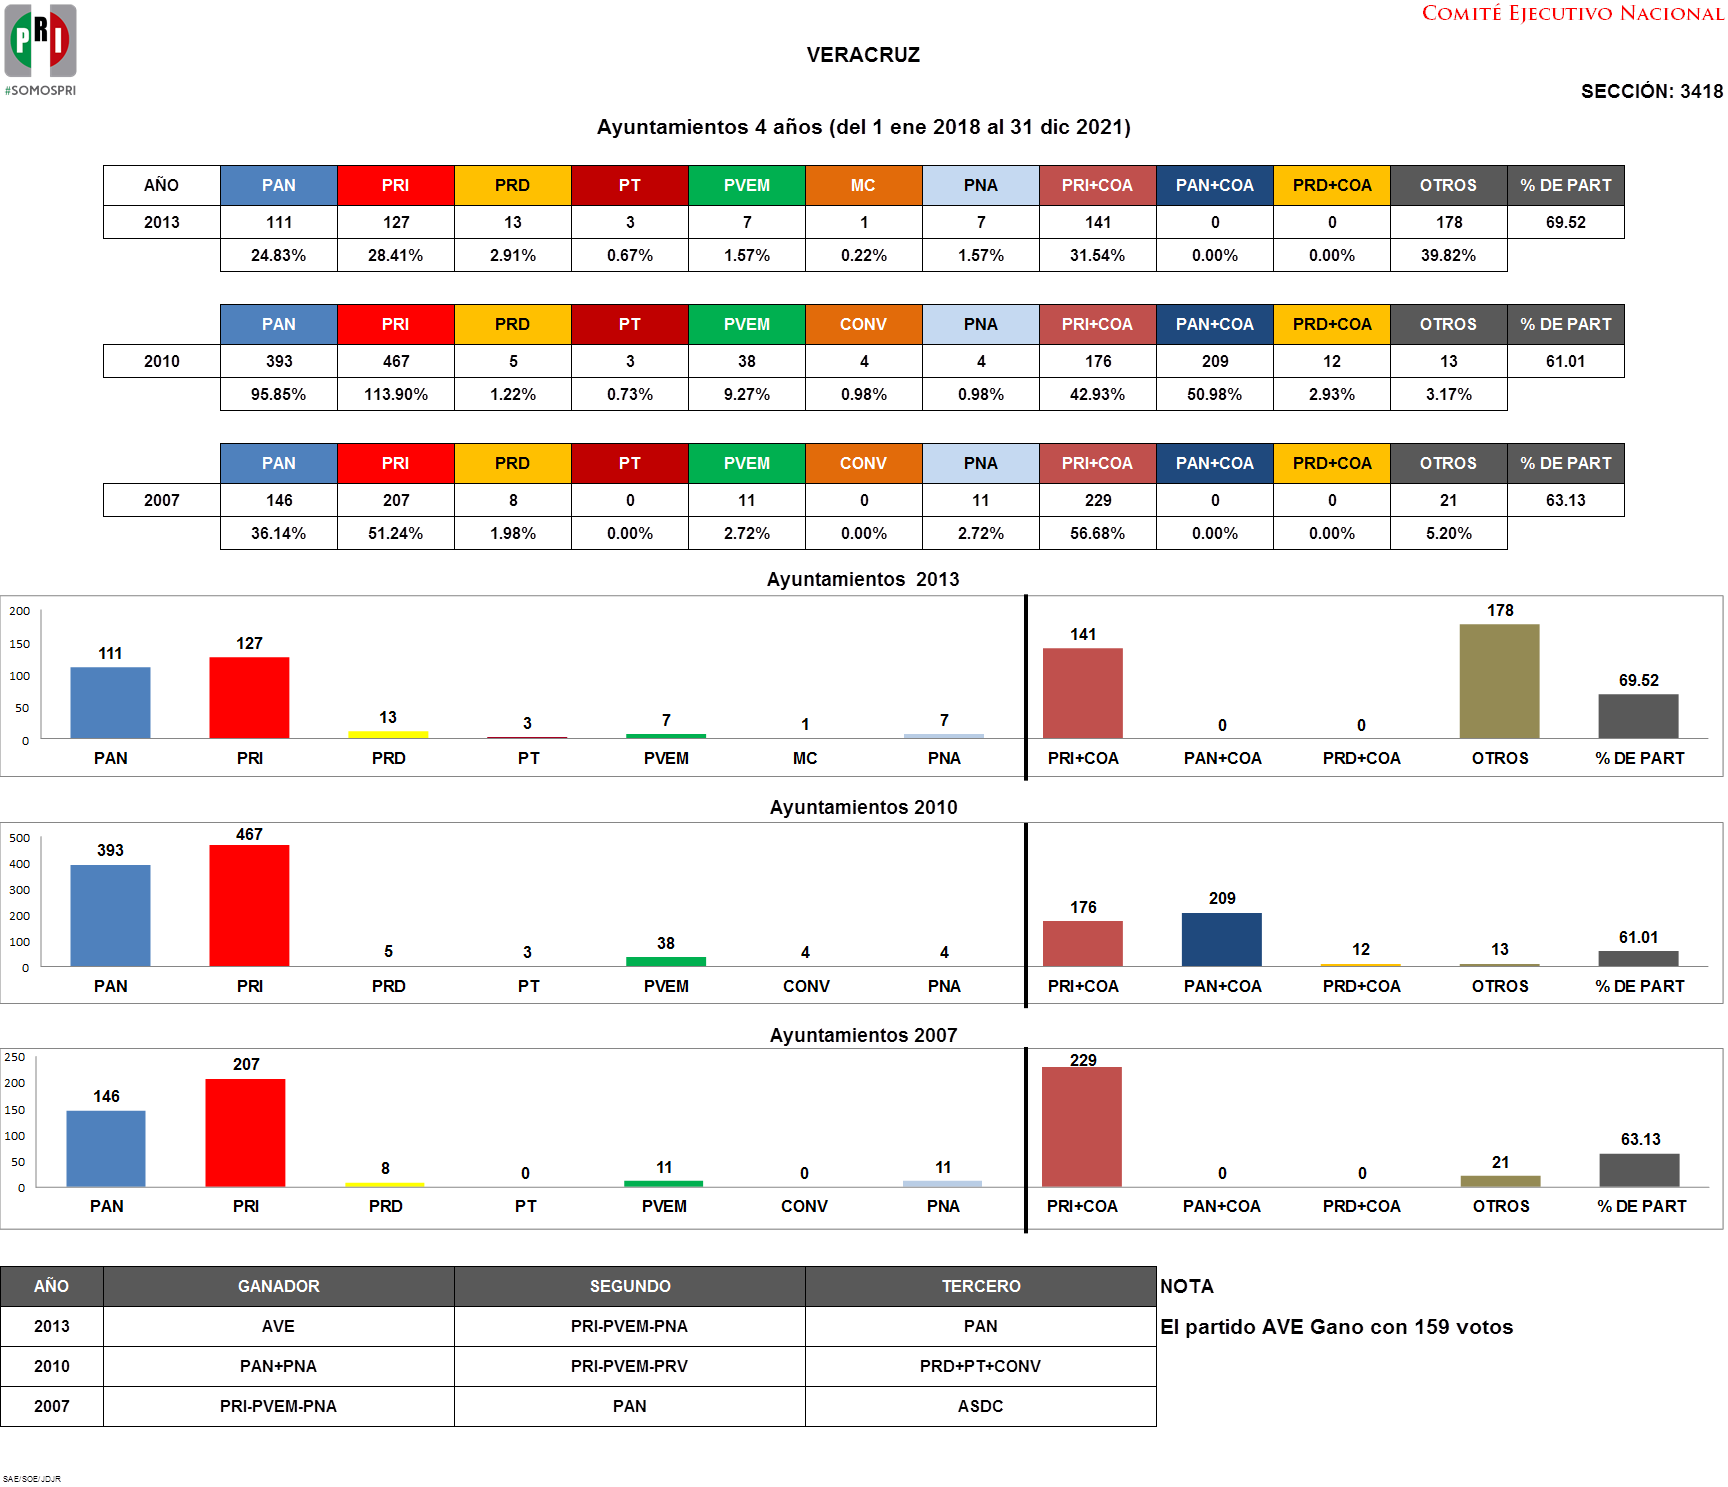 PRI
#SOMOSPRI
COMITÉ EJECUTIVO NACIONAL
VERACRUZ
SECCIÓN: 3418
Ayuntamientos 4 años (del 1 ene 2018 al 31 dic 2021)
AÑO PAN PRI PRD PT PVEM MC PNA PRI+COA PAN+COA PRD+COA OTROS % DE PART
2013 111 127 13 3 7 1 7 141 0 0 178 69.52
24.83% 28.41% 2.91% 0.67% 1.57% 0.22% 1.57% 31.54% 0.00% 0.00% 39.82%
PAN PRI PRD PT PVEM CONV PNA PRI+COA PAN+COA PRD+COA OTROS % DE PART
2010 393 467 5 3 38 4 4 176 209 12 13 61.01
95.85% 113.90% 1.22% 0.73% 9.27% 0.98% 0.98% 42.93% 50.98% 2.93% 3.17%
PAN PRI PRD PT PVEM CONV PNA PRI+COA PAN+COA PRD+COA OTROS % DE PART
2007 146 207 8 0 11 0 11 229 0 0 21 63.13
36.14% 51.24% 1.98% 0.00% 2.72% 0.00% 2.72% 56.68% 0.00% 0.00% 5.20%
Ayuntamientos 2013
200
150
100
50
0
111 127 13 3 7 1 7 141 0 0 178 69.52
PAN PRI PRD PT PVEM MC PNA PRI+COA PAN+COA PRD+COA OTROS % DE PART
Ayuntamientos 2010
500
400
300
200
100
0
393 467 5 3 38 4 4 176 209 12 13 61.01
PAN PRI PRD PT PVEM CONV PNA PRI+COA PAN+COA PRD+COA OTROS % DE PART
Ayuntamientos 2007
250
200
150
100
50
0
146 207 8 0 11 0 11 229 0 0 21 63.13
PAN PRI PRD PT PVEM CONV PNA PRI+COA PAN+COA PRD+COA OTROS % DE PART
AÑO GANADOR SEGUNDO TERCERO NOTA
2013 AVE PRI-PVEM-PNA PAN El partido AVE Gano con 159 votos
2010 PAN+PNA PRI-PVEM-PRV PRD+PT+CONV
2007 PRI-PVEM-PNA PAN ASDC
SAE/SOE/JDJR